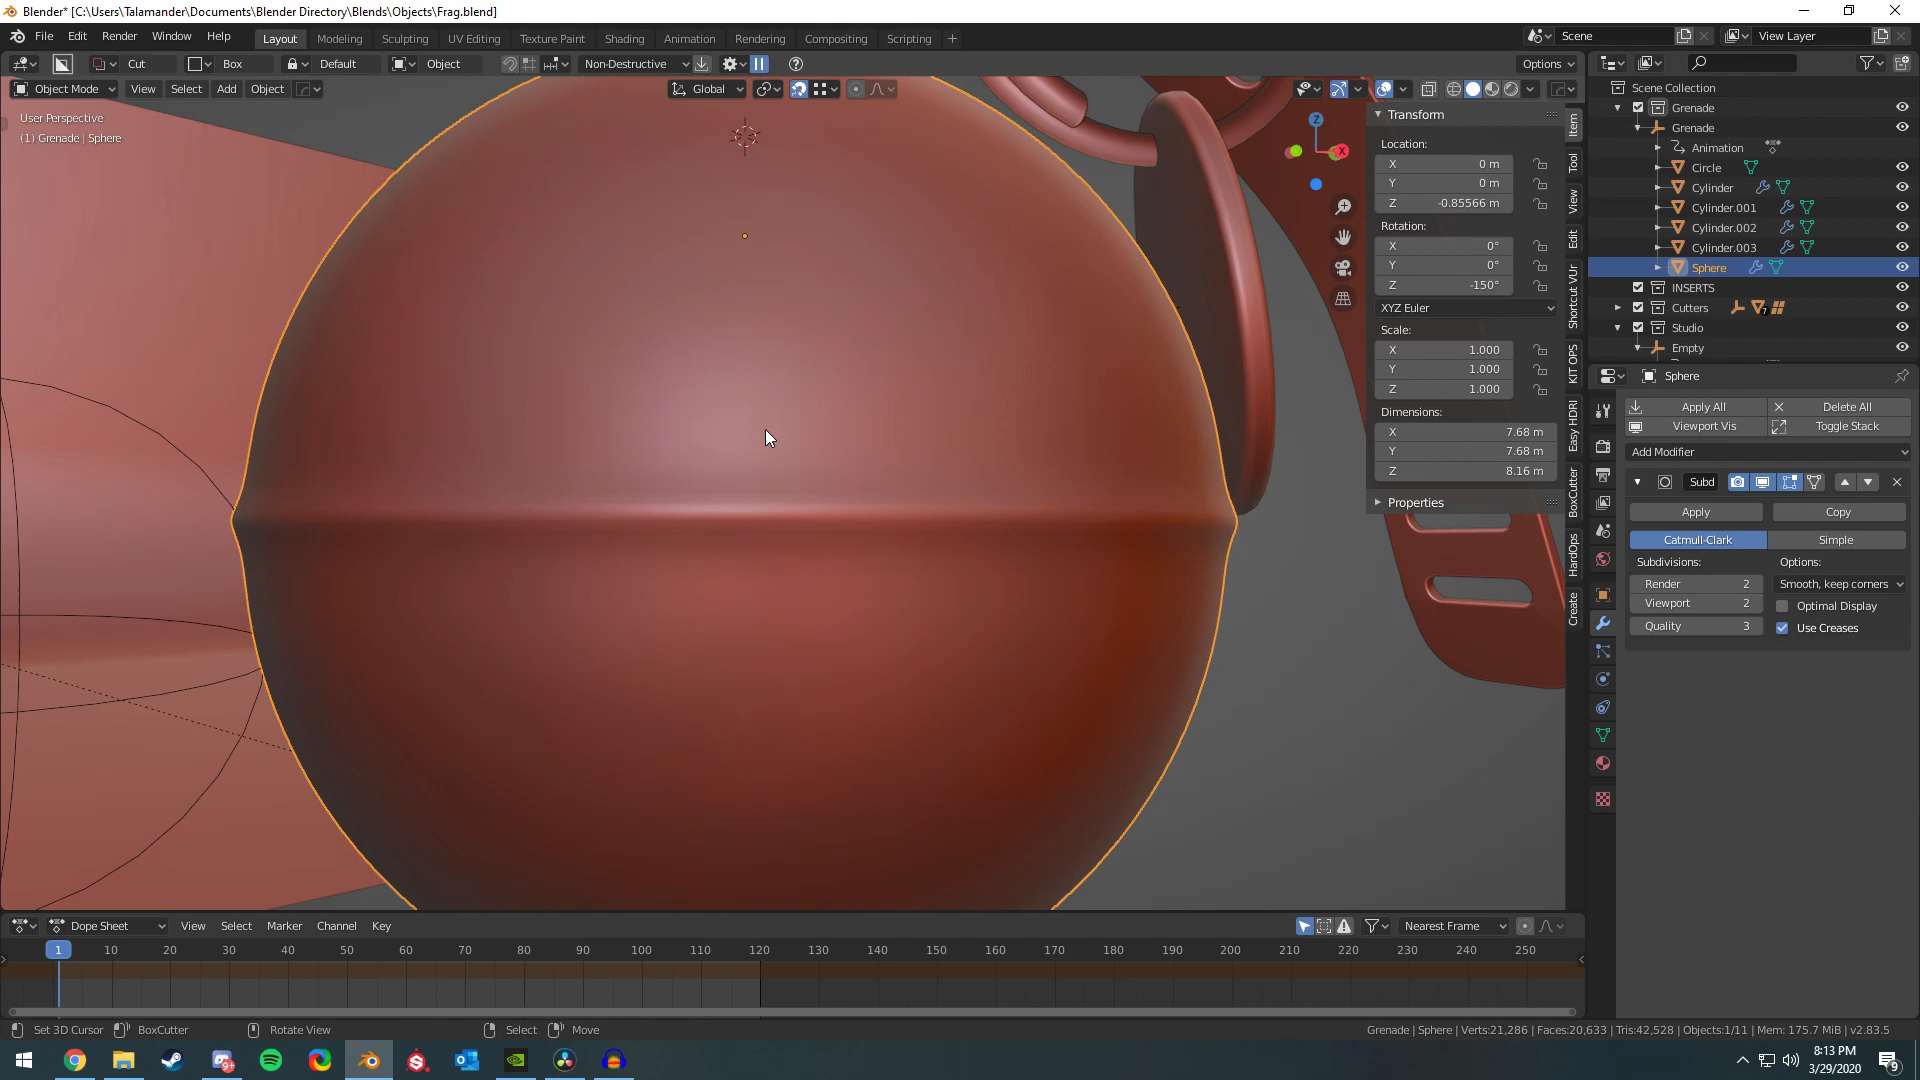 Blender* [C:\Users\Talamander\Documents\Blender Directory\Blends\Objects\Frag.blend]
File Edit Render Window Help Layout Modeling Sculpting UV Editing Texture Paint Shading Animation Rendering Compositing Scripting + Scene View Layer
Cut Box Default Object Non-Destructive Options
Object Mode View Select Add Object Global
User Perspective
(1) Grenade | Sphere
Z
X
Transform
Location:
X 0 m
Y 0 m
Z -0.85566 m
Rotation:
X 0°
Y 0°
Z -150°
XYZ Euler
Scale:
X 1.000
Y 1.000
Z 1.000
Dimensions:
X 7.68 m
Y 7.68 m
Z 8.16 m
Properties
Item
Tool
View
Edit
Shortcut VUr
KIT OPS
Easy HDRI
BoxCutter
HardOps
Create
Scene Collection
Grenade
Grenade
Animation
Circle
Cylinder
Cylinder.001
Cylinder.002
Cylinder.003
Sphere
INSERTS
Cutters 7
Studio
Empty
Sphere
Apply All Delete All
Viewport Vis Toggle Stack
Add Modifier
Subd
Apply Copy
Catmull-Clark Simple
Subdivisions: Options:
Render 2 Smooth, keep corners
Viewport 2 Optimal Display
Quality 3 Use Creases
Dope Sheet View Select Marker Channel Key Nearest Frame
1 10 20 30 40 50 60 70 80 90 100 110 120 130 140 150 160 170 180 190 200 210 220 230 240 250
Set 3D Cursor BoxCutter Rotate View Select Move Grenade | Sphere | Verts:21,286 | Faces:20,633 | Tris:42,528 | Objects:1/11 | Mem: 175.7 MiB | v2.83.5
9+
8:13 PM
3/29/2020
9